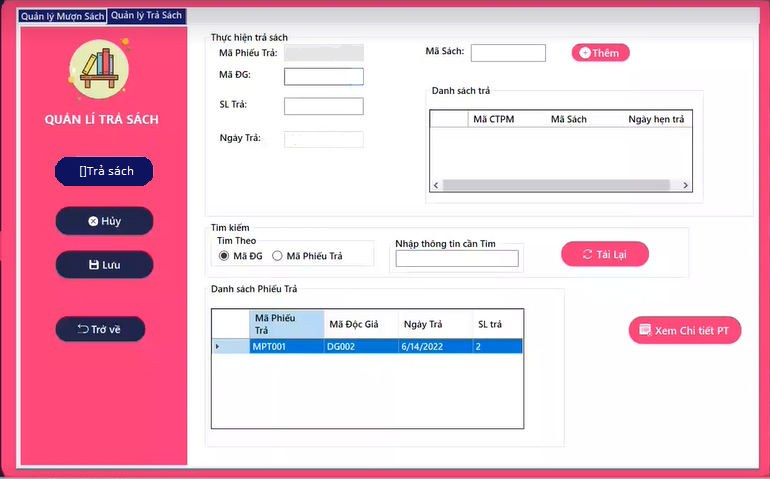 Quản lý Mượn Sách
Quản lý Trả Sách
QUẢN LÍ TRẢ SÁCH
[]Trả sách
Hủy
Lưu
Trở về
Thực hiện trả sách
Mã Phiếu Trả:
Mã ĐG:
SL Trả:
Ngày Trả:
Mã Sách:
Thêm
Danh sách trả
Mã CTPM Mã Sách Ngày hẹn trả
Tìm kiếm
Tìm Theo
Mã ĐG
Mã Phiếu Trả
Nhập thông tin cần Tìm
Tải Lại
Danh sách Phiếu Trả
Mã Phiếu
Trả
Mã Độc Giả
Ngày Trả
SL trả
MPT001 DG002 6/14/2022 2
Xem Chi tiết PT